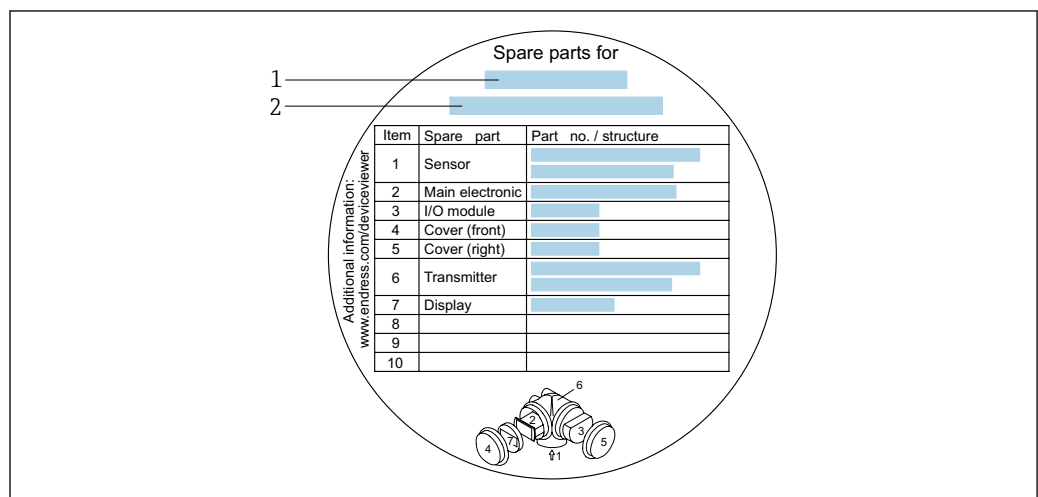 Spare parts for
1
2
Item Spare part Part no. / structure
1 Sensor
2 Main electronic
3 I/O module
4 Cover (front)
5 Cover (right)
6 Transmitter
7 Display
8
9
10
Additional information:
www.endress.com/deviceviewer
6
2
3
7
4
5
1